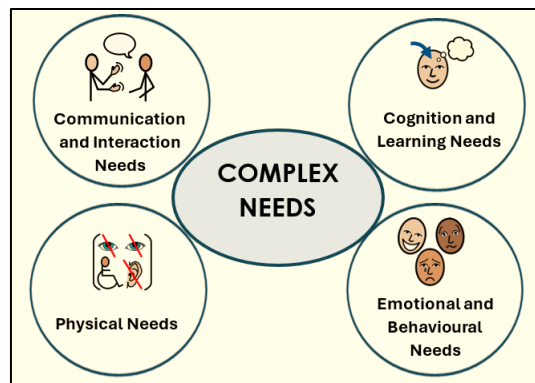 Communication
and Interaction
Needs
Cognition and
Learning Needs
COMPLEX
NEEDS
Physical Needs
Emotional and
Behavioural
Needs